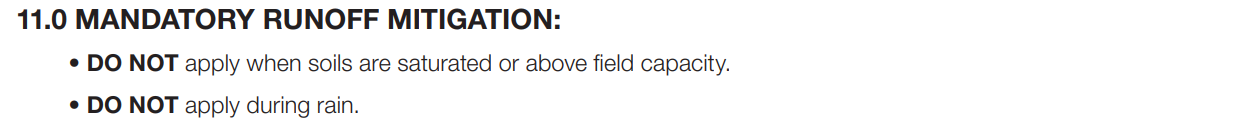 11.0 MANDATORY RUNOFF MITIGATION:
• DO NOT apply when soils are saturated or above field capacity.
• DO NOT apply during rain.